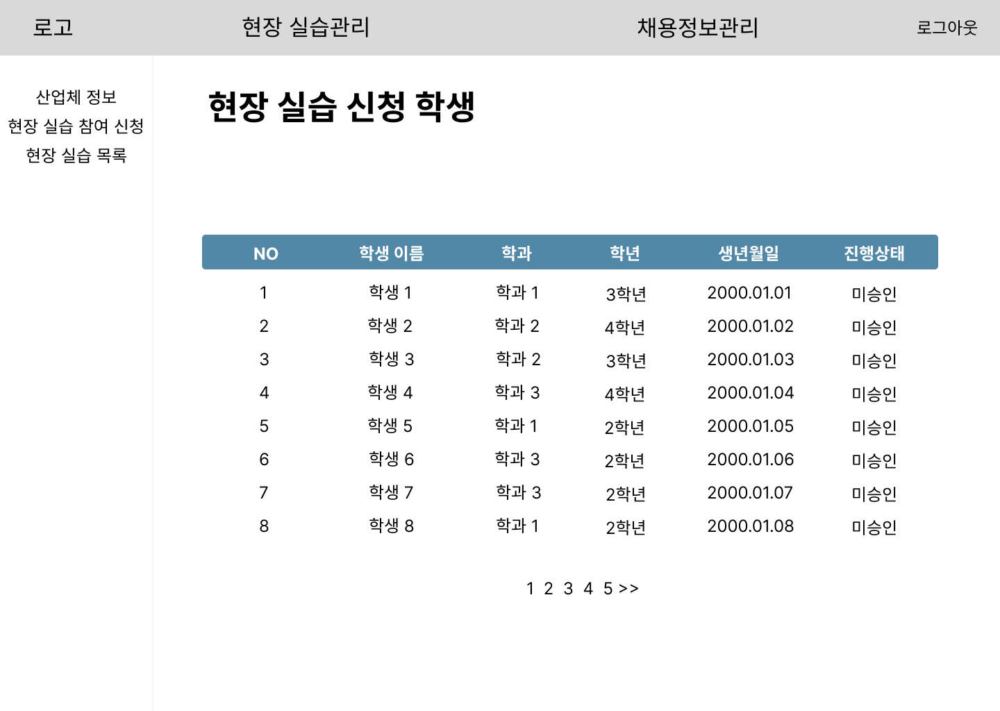 로고 현장 실습관리 채용정보관리 로그아웃
산업체 정보
현장 실습 참여 신청
현장 실습 목록
현장 실습 신청 학생
NO 학생 이름 학과 학년 생년월일 진행상태
1 학생 1 학과 1 3학년 2000.01.01 미승인
2 학생 2 학과 2 4학년 2000.01.02 미승인
3 학생 3 학과 2 3학년 2000.01.03 미승인
4 학생 4 학과 3 4학년 2000.01.04 미승인
5 학생 5 학과 1 2학년 2000.01.05 미승인
6 학생 6 학과 3 2학년 2000.01.06 미승인
7 학생 7 학과 3 2학년 2000.01.07 미승인
8 학생 8 학과 1 2학년 2000.01.08 미승인
1 2 3 4 5 >>